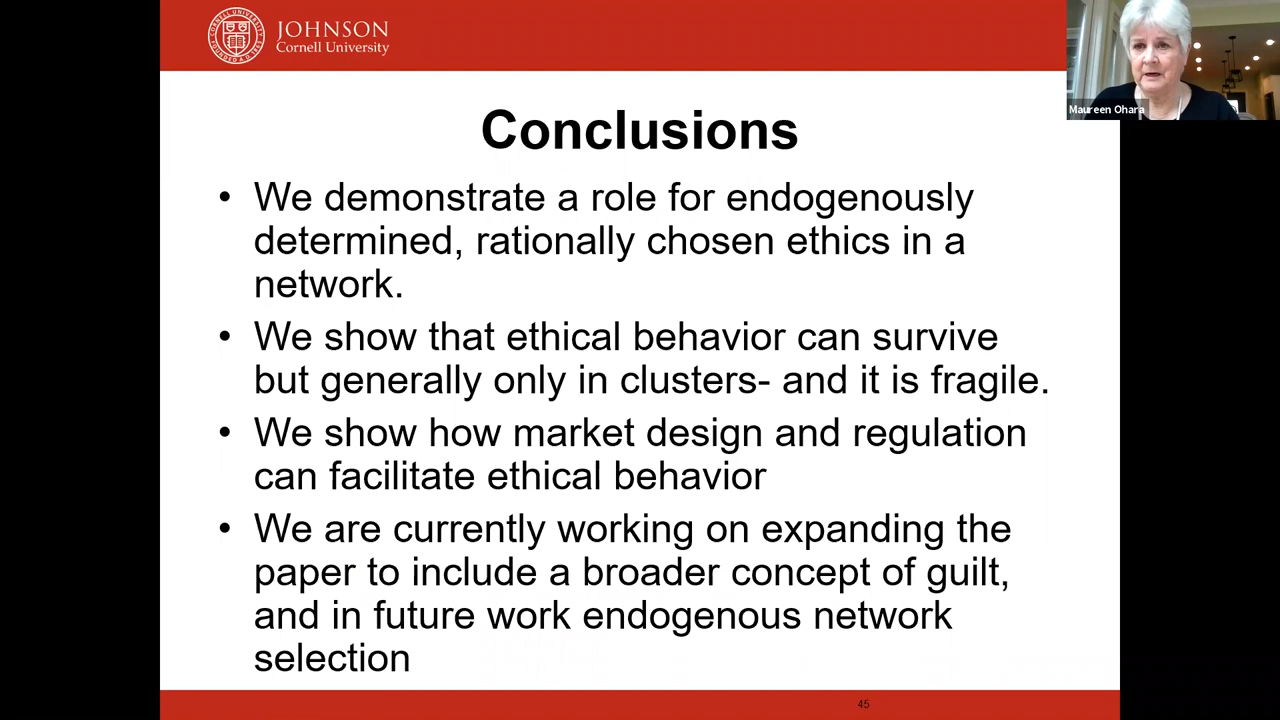 JOHNSON
Cornell University
Maureen Ohara
Conclusions
• We demonstrate a role for endogenously
determined, rationally chosen ethics in a
network.
• We show that ethical behavior can survive
but generally only in clusters- and it is fragile.
• We show how market design and regulation
can facilitate ethical behavior
• We are currently working on expanding the
paper to include a broader concept of guilt,
and in future work endogenous network
selection
45